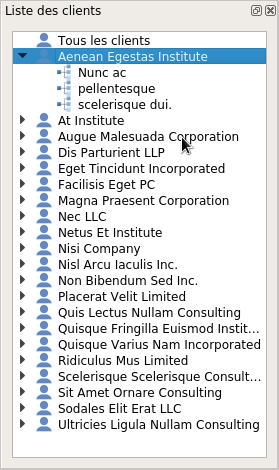 Liste des clients
Tous les clients
Aenean Egestas Institute
Nunc ac
pellentesque
scelerisque dui.
At Institute
Augue Malesuada Corporation
Dis Parturient LLP
Eget Tincidunt Incorporated
Facilisis Eget PC
Magna Praesent Corporation
Nec LLC
Netus Et Institute
Nisi Company
Nisl Arcu Iaculis Inc.
Non Bibendum Sed Inc.
Placerat Velit Limited
Quis Lectus Nullam Consulting
Quisque Fringilla Euismod Instit...
Quisque Varius Nam Incorporated
Ridiculus Mus Limited
Scelerisque Scelerisque Consult...
Sit Amet Ornare Consulting
Sodales Elit Erat LLC
Ultricies Ligula Nullam Consulting